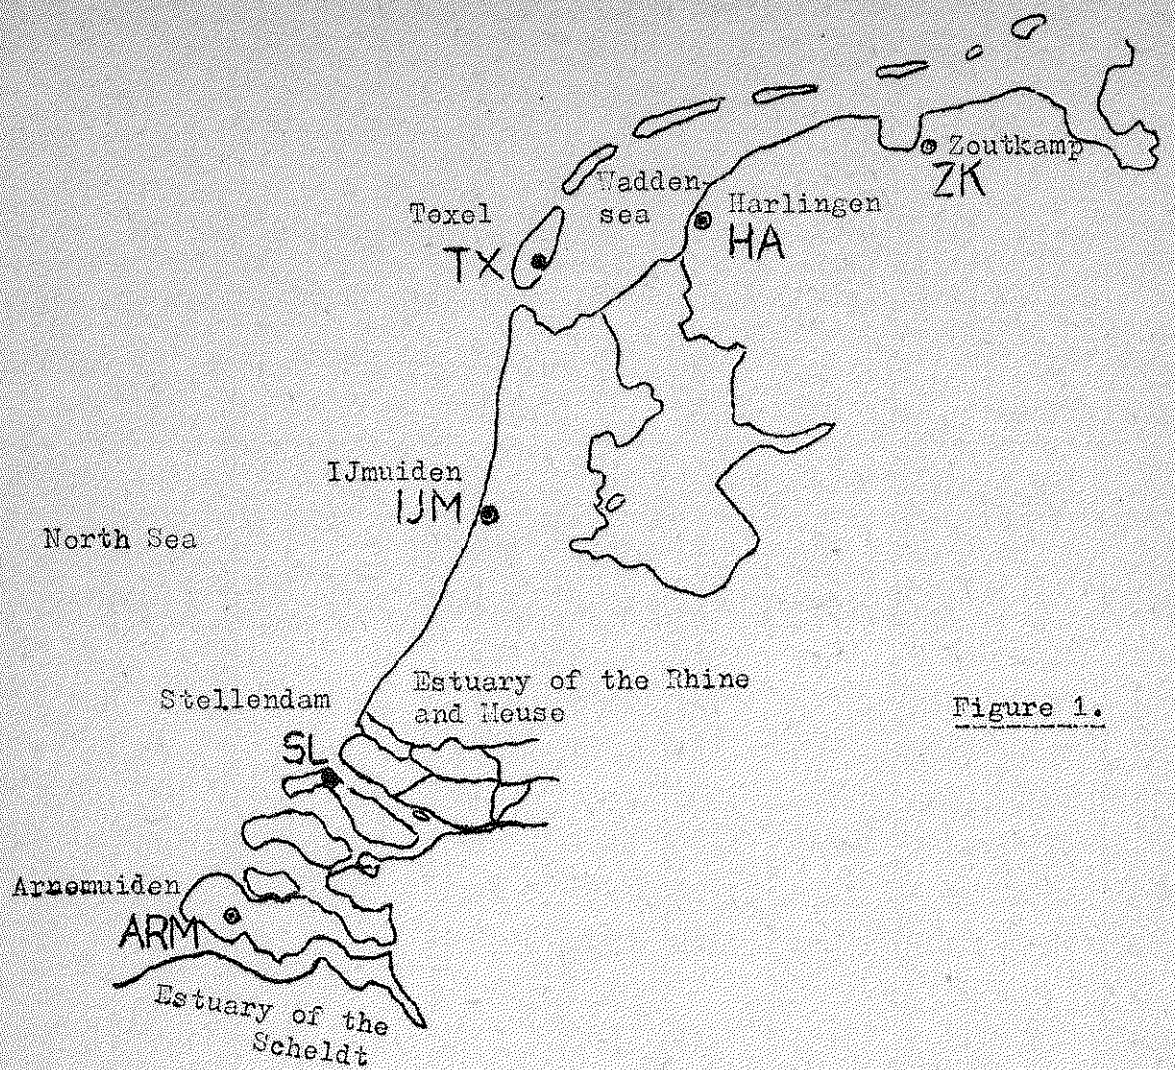 Zoutkamp
ZK
Wadden
sea
Harlingen
HA
Texel
TX
IJmuiden
IJM
North Sea
Estuary of the Rhine
and Meuse
Stellendam
SL
Figure 1.
Arnemuiden
ARM
Estuary of the
Scheldt